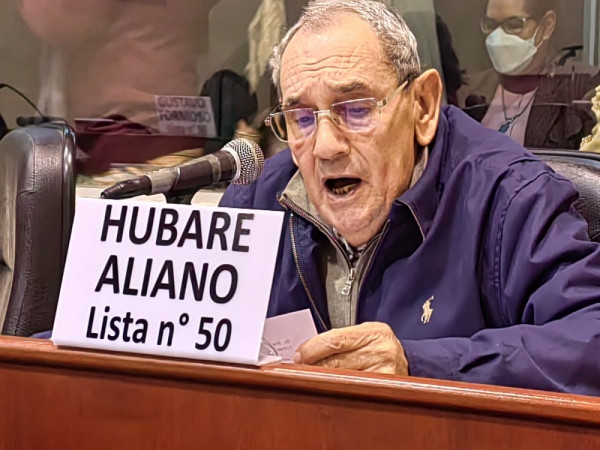 GUSTAVO
FORMOSO
HUBARE
ALIANO
Lista n° 50